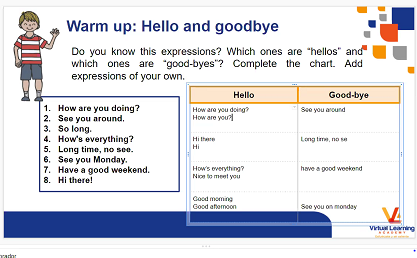 Warm up: Hello and goodbye
Do you know this expressions? Which ones are “hellos” and
which ones are “good-byes”? Complete the chart. Add
expressions of your own.
1. How are you doing?
2. See you around.
3. So long.
4. How's everything?
5. Long time, no see.
6. See you Monday.
7. Have a good weekend.
8. Hi there!
Hello Good-bye
How are you doing? See you around
How are you?
Hi there Long time, no se
Hi
How's everything? have a good weekend
Nice to meet you
Good morning
Good afternoon See you on monday
Virtual Learning
ACADEMY